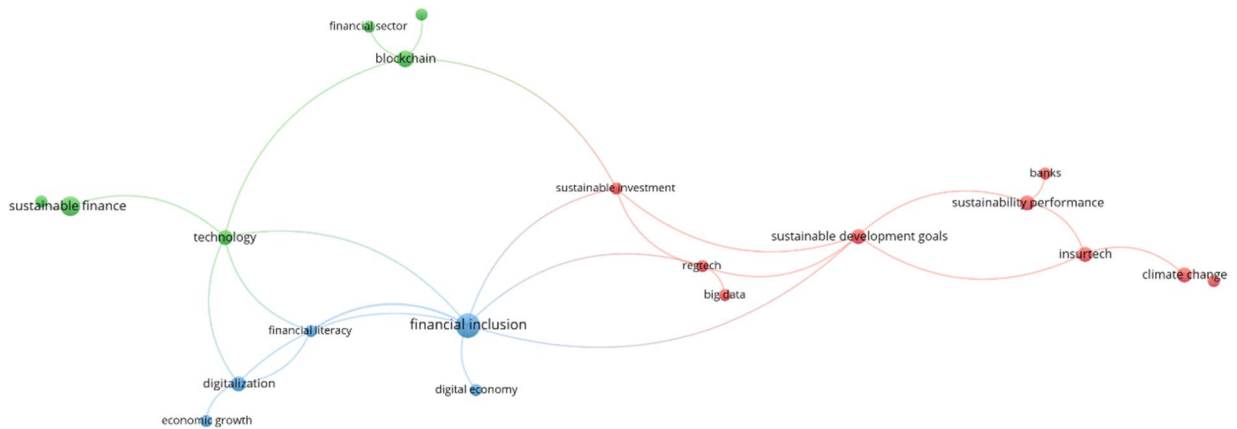 financial sector
blockchain
banks
sustainable investment
sustainability performance
sustainable finance
technology
sustainable development goals
insurtech
regtech
climate change
big data
financial inclusion
financial literacy
digitalization
digital economy
economic growth